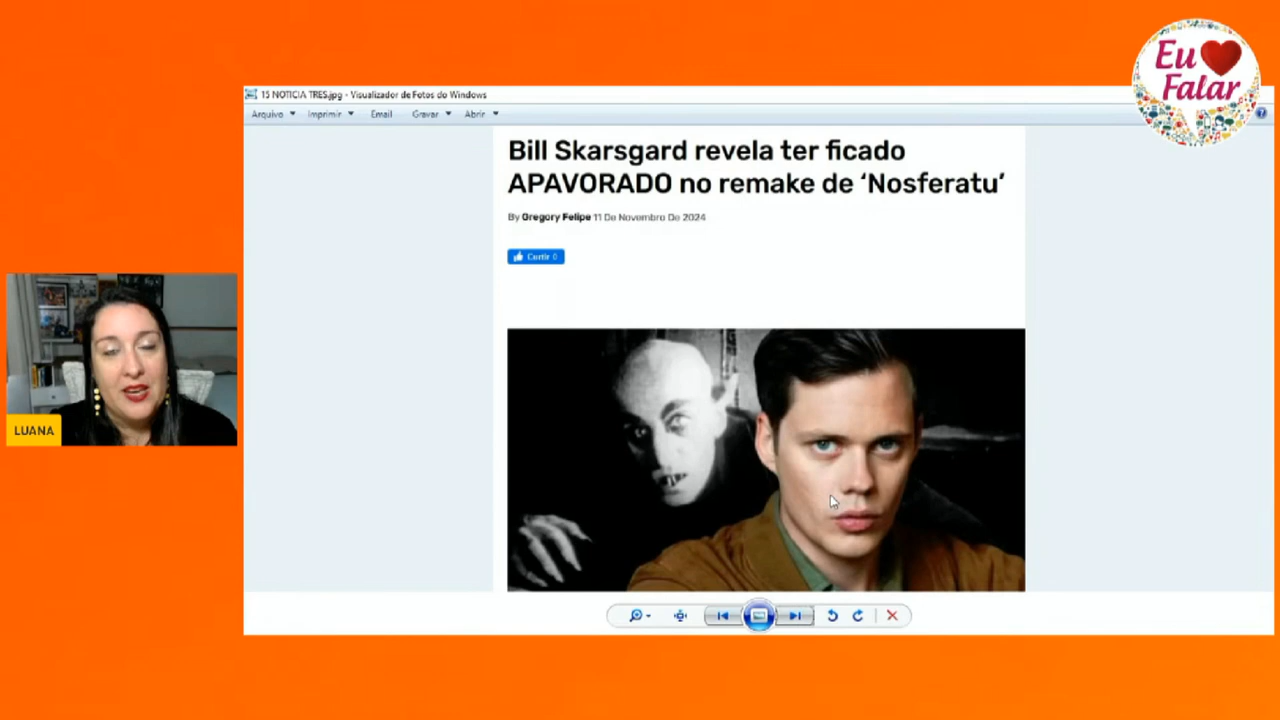 Eu
Falar
15 NOTICIA TRES.jpg - Visualizador de Fotos do Windows
Arquivo Imprimir Email Gravar Abrir
Bill Skarsgard revela ter ficado
APAVORADO no remake de ‘Nosferatu’
By Gregory Felipe 11 De Novembro De 2024
Curtir 0
LUANA